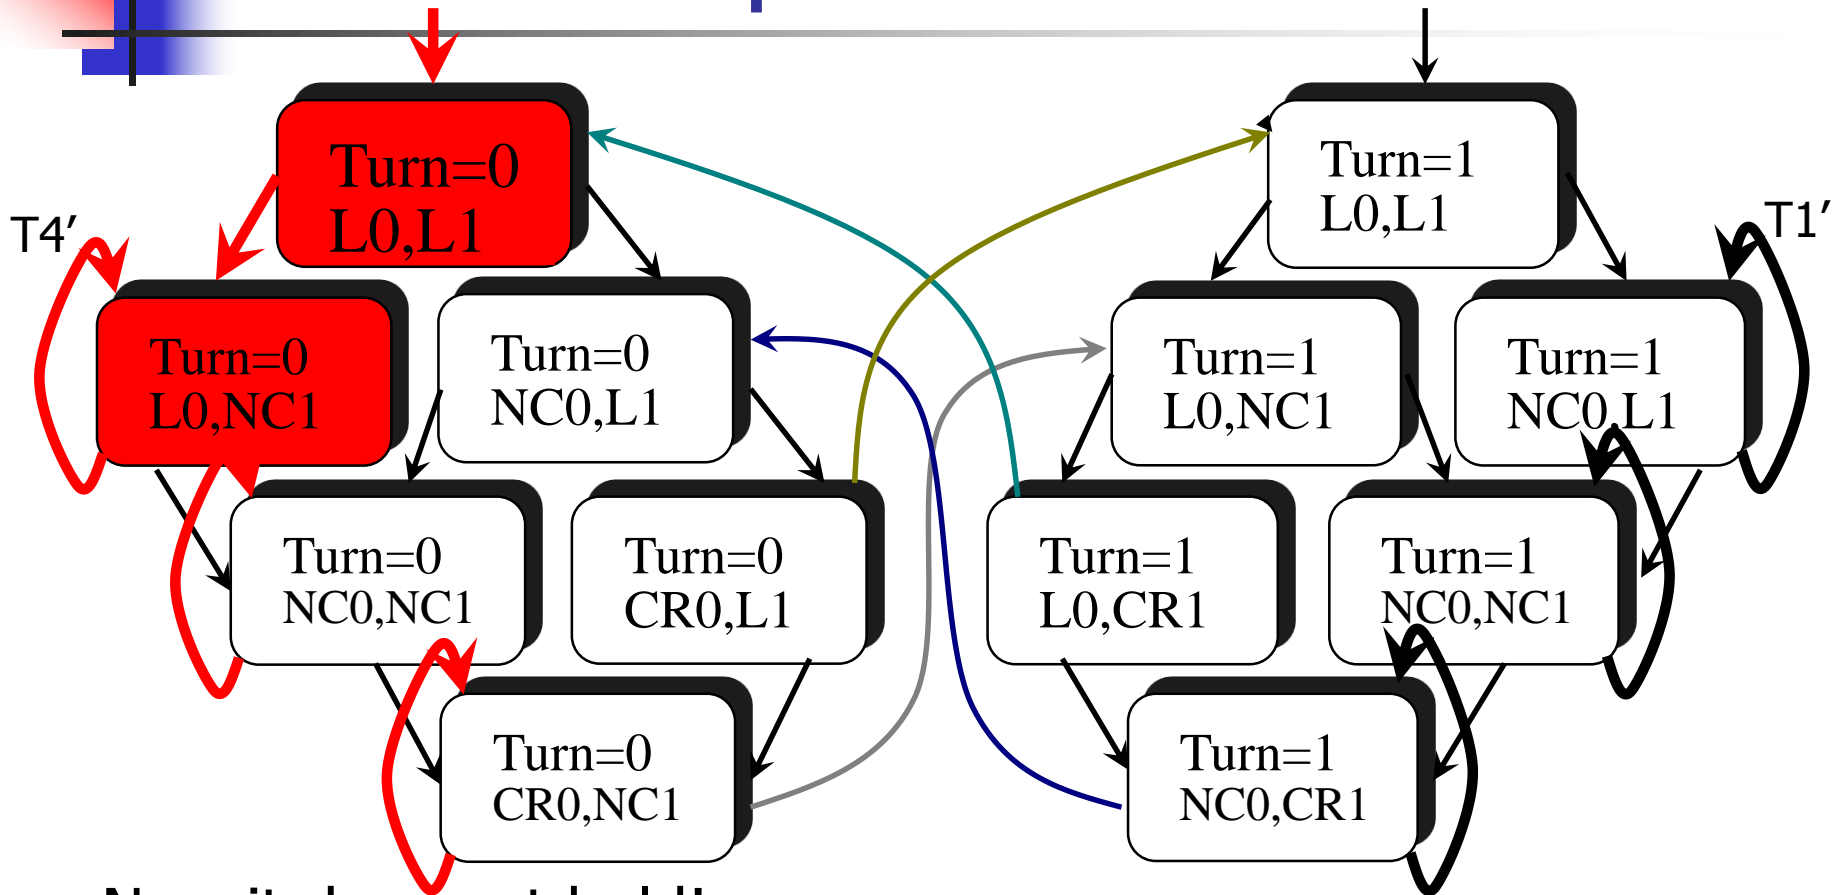 Turn=0
L0,L1
Turn=1
L0,L1
T4′
T1′
Turn=0
L0,NC1
Turn=0
NC0,L1
Turn=1
L0,NC1
Turn=1
NC0,L1
Turn=0
NC0,NC1
Turn=0
CR0,L1
Turn=1
L0,CR1
Turn=1
NC0,NC1
Turn=0
CR0,NC1
Turn=1
NC0,CR1